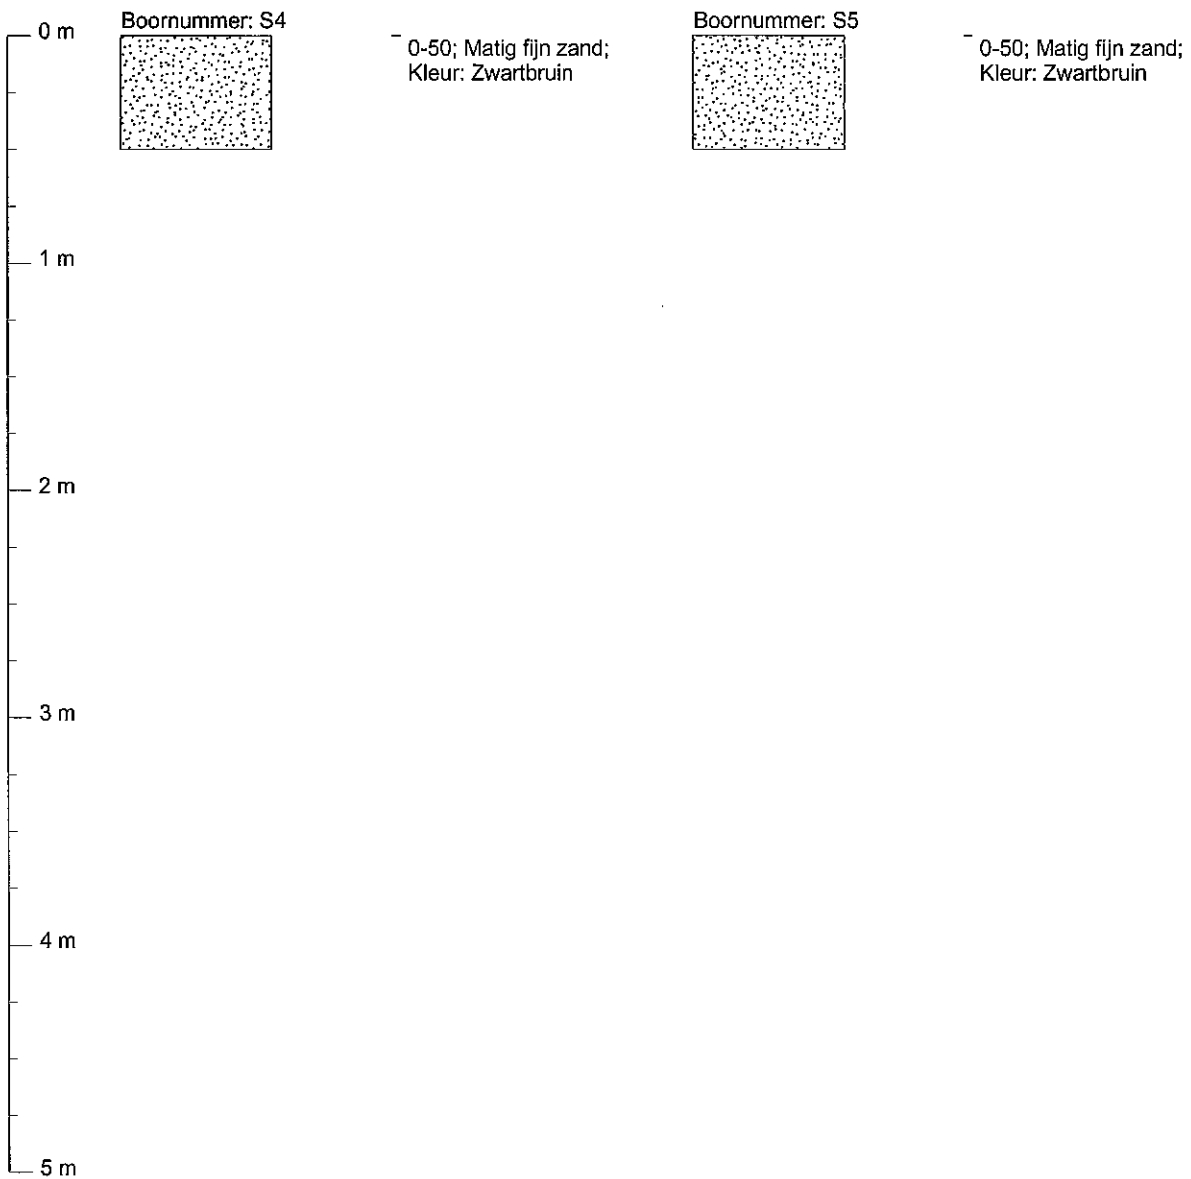 0 m
Boornummer: S4
0-50; Matig fijn zand;
Kleur: Zwartbruin
Boornummer: S5
0-50; Matig fijn zand;
Kleur: Zwartbruin
1 m
2 m
3 m
4 m
5 m